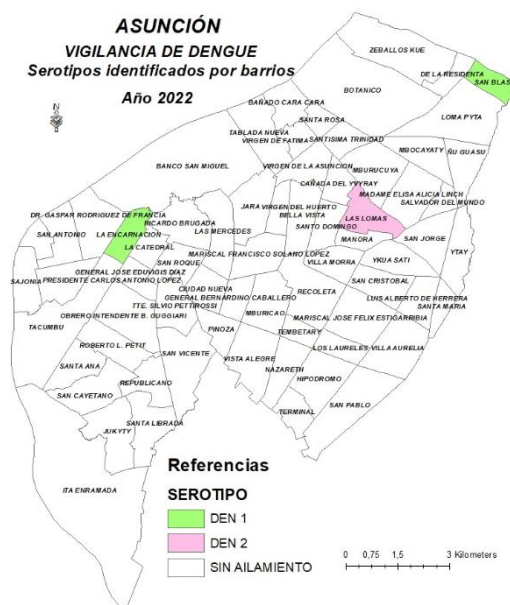 ASUNCIÓN
VIGILANCIA DE DENGUE
Serotipos identificados por barrios
Año 2022
N
ZEBALLOS KUE
DE LA RESIDENTA
SAN BLAS
BOTANICO
BAÑADO CARA CARA
LOMA PYTA
SANTA ROSA
TABLADA NUEVA
SANTISIMA TRINIDAD
VIRGEN DE FATIMA
MBOCAYATY
ÑU GUASU
BANCO SAN MIGUEL
VIRGEN DE LA ASUNCION
MBURUCUYA
CAÑADA DEL YVYRAY
MADAME ELISA ALICIA LINCH
SALVADOR DEL MUNDO
JARA
VIRGEN DEL HUERTO
DR. GASPAR RODRIGUEZ DE FRANCIA
BELLA VISTA
LAS LOMAS
RICARDO BRUGADA
SANTO DOMINGO
SAN ANTONIO
LA ENCARNACION
LAS MERCEDES
MANORA
SAN JORGE
LA CATEDRAL
MARISCAL FRANCISCO SOLANO LOPEZ
YTAY
SAN ROQUE
VILLA MORRA
YKUA SATI
GENERAL JOSE EDUVIGIS DIAZ
SAJONIA
PRESIDENTE CARLOS ANTONIO LOPEZ
CIUDAD NUEVA
RECOLETA
SAN CRISTOBAL
GENERAL BERNARDINO CABALLERO
LUIS ALBERTO DE HERRERA
TTE. SILVIO PETTIROSSI
SANTA MARIA
OBRERO INTENDENTE B. GUGGIARI
MBURICAO
MARISCAL JOSE FELIX ESTIGARRIBIA
TACUMBU
PINOZA
TEMBETARY
ROBERTO L. PETIT
LOS LAURELES
VILLA AURELIA
SAN VICENTE
VISTA ALEGRE
SANTA ANA
NAZARETH
REPUBLICANO
HIPODROMO
SAN CAYETANO
SAN PABLO
TERMINAL
SANTA LIBRADA
JUKYTY
ITA ENRAMADA
Referencias
SEROTIPO
DEN 1
DEN 2
SIN AILAMIENTO
0 0,75 1,5 3 Kilometers